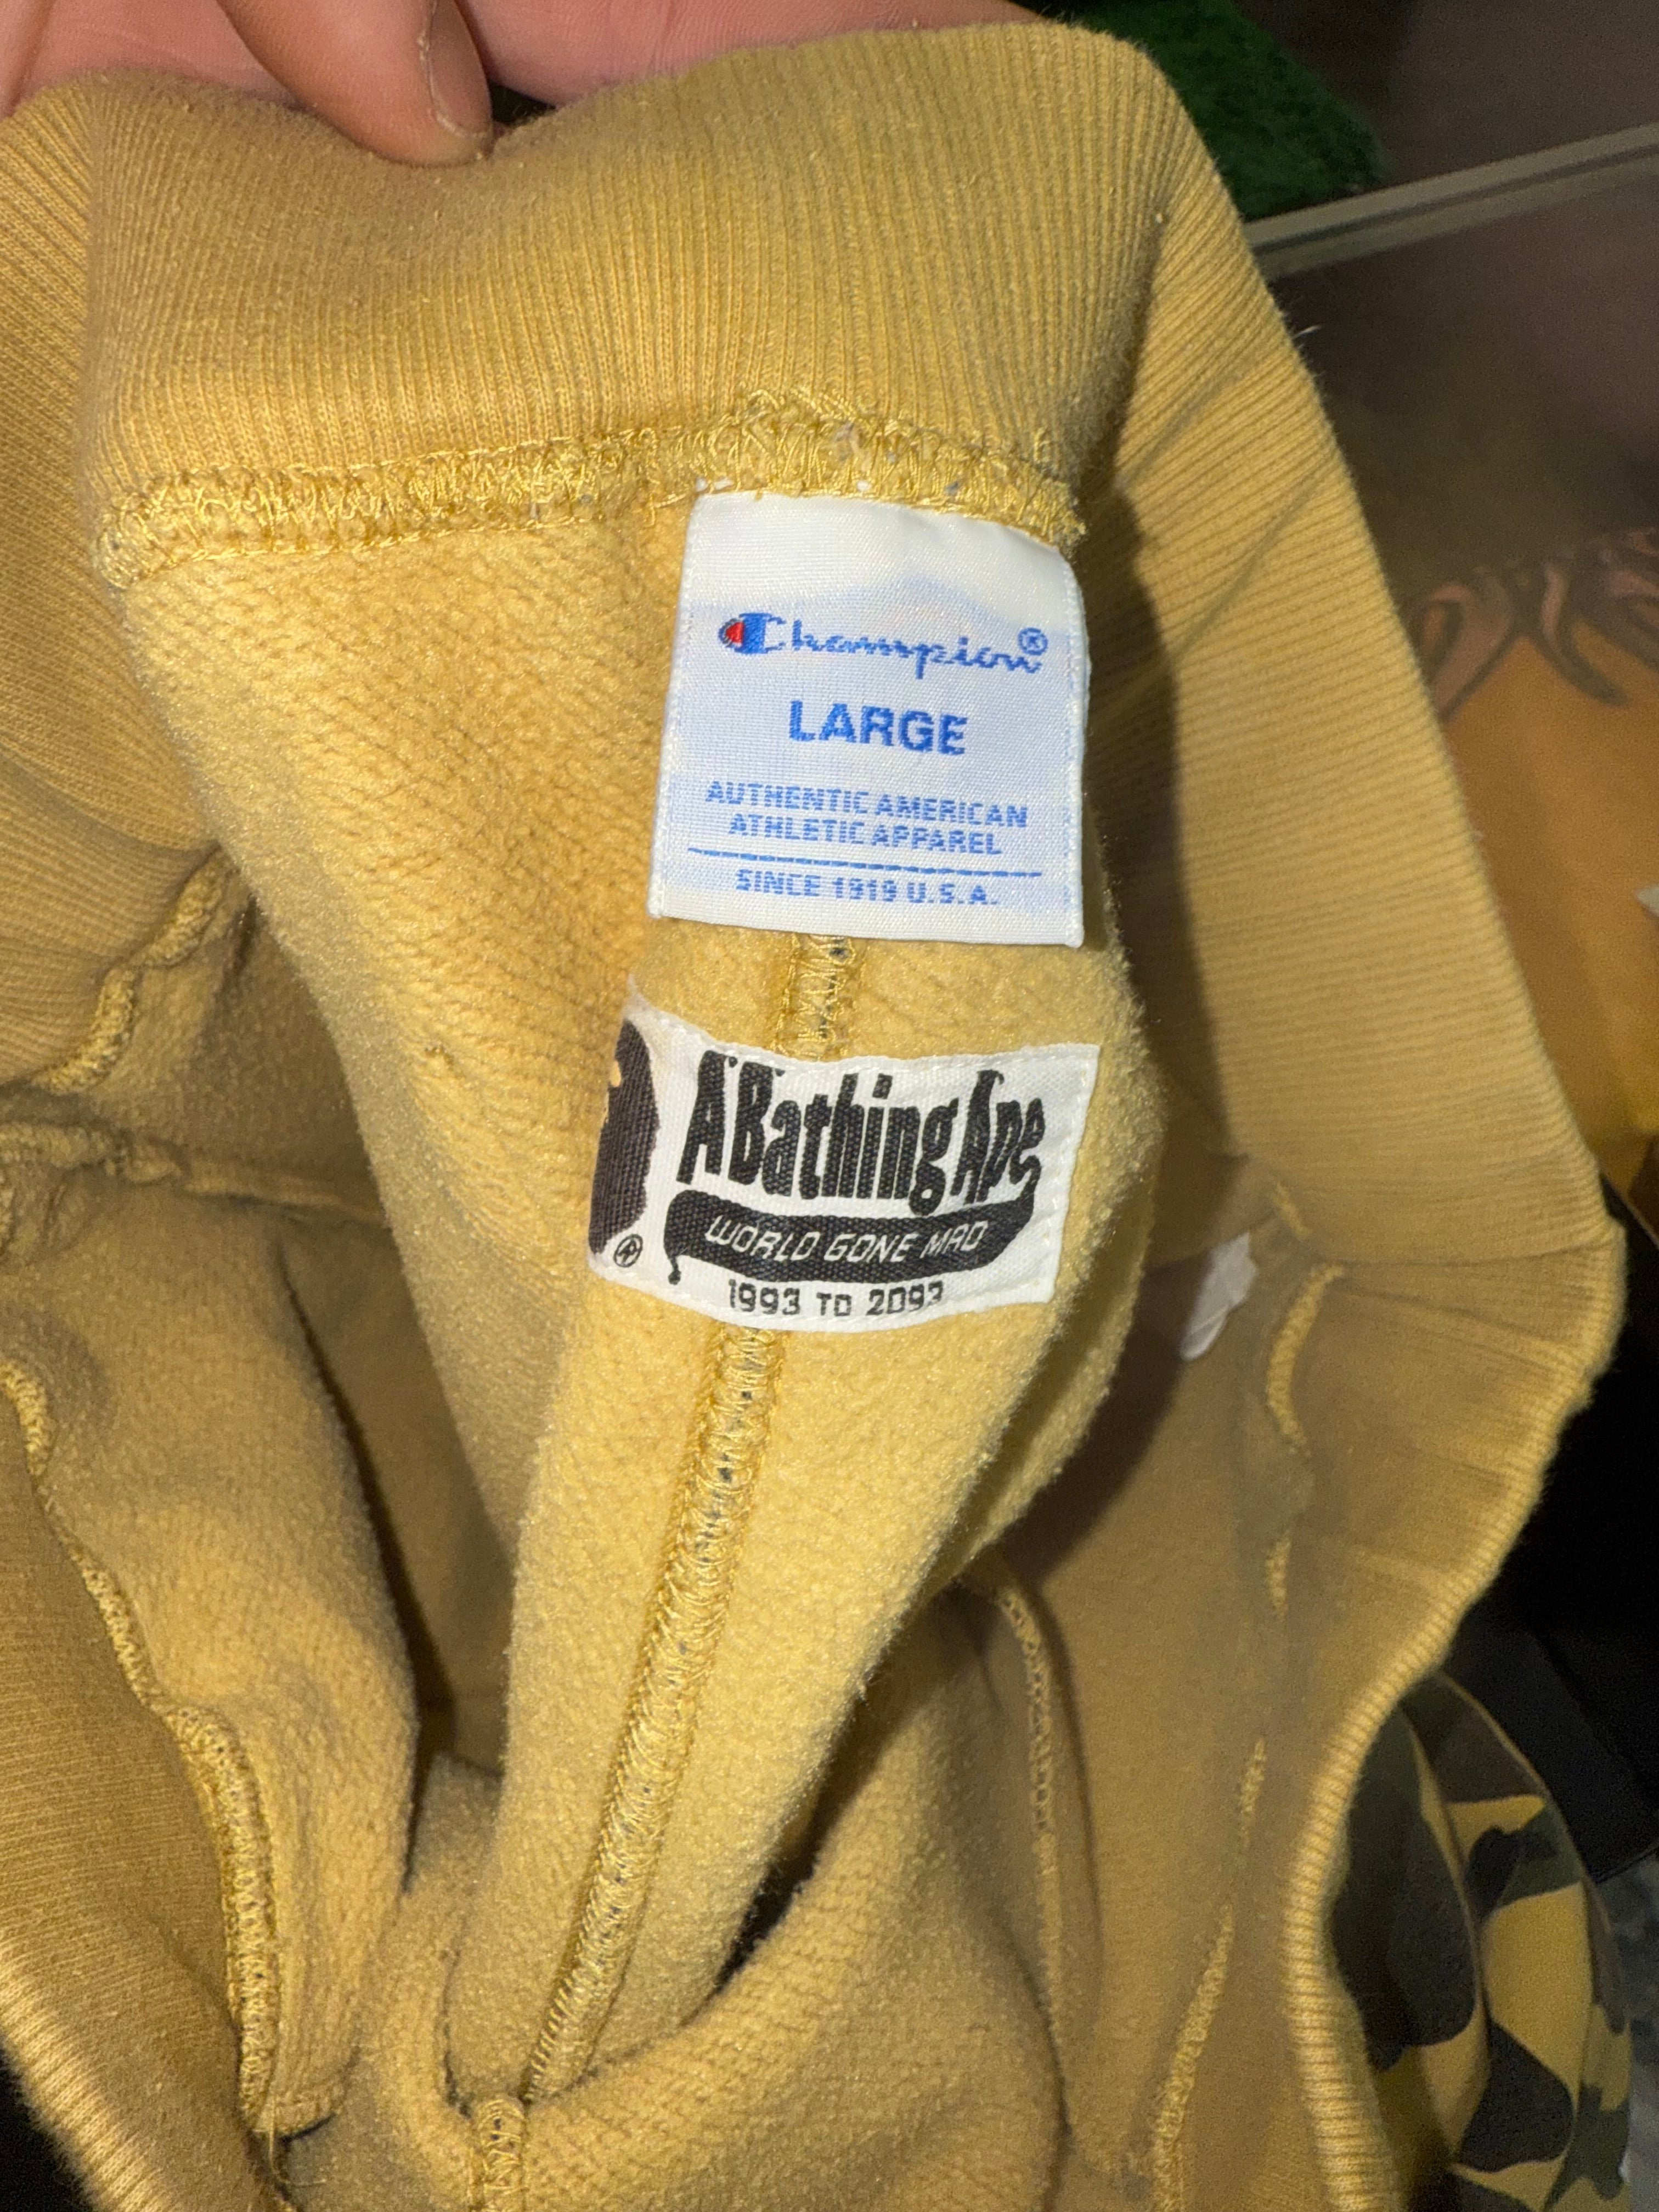 Champion®
LARGE
AUTHENTIC AMERICAN
ATHLETIC APPAREL
SINCE 1919 U.S.A.
A Bathing Ape
WORLD GONE MAD
®
1993 TO 2093